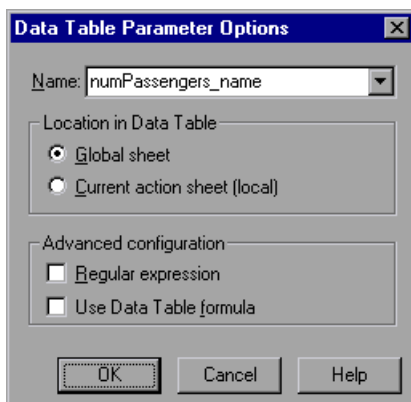 Data Table Parameter Options
Name: numPassengers_name
Location in Data Table
Global sheet
Current action sheet (local)
Advanced configuration
Regular expression
Use Data Table formula
OK Cancel Help